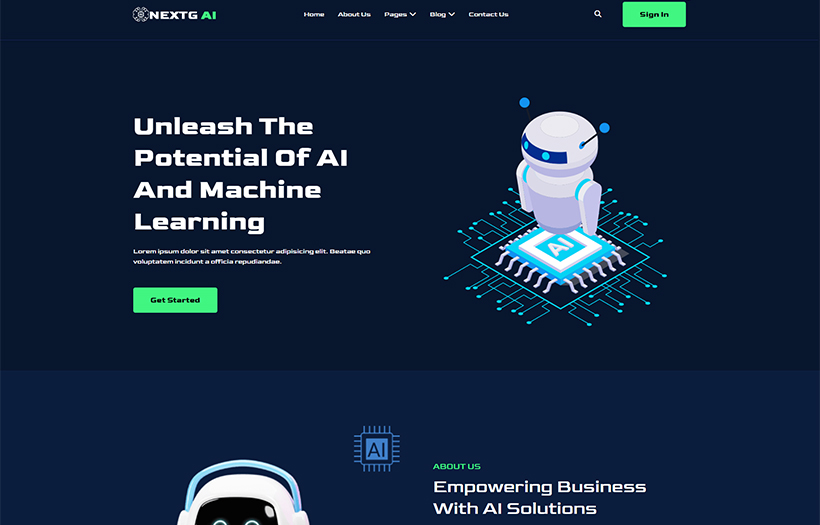 NEXTG AI
Home About Us Pages Blog Contact Us
Sign In
Unleash The
Potential Of AI
And Machine
Learning
Lorem ipsum dolor sit amet consectetur adipisicing elit. Beatae quo
voluptatem incidunt a officia repudiandae.
Get Started
AI
AI
ABOUT US
Empowering Business
With AI Solutions